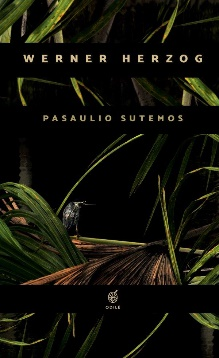 WERNER HERZOG
PASAULIO SUTEMOS
ODILĖ